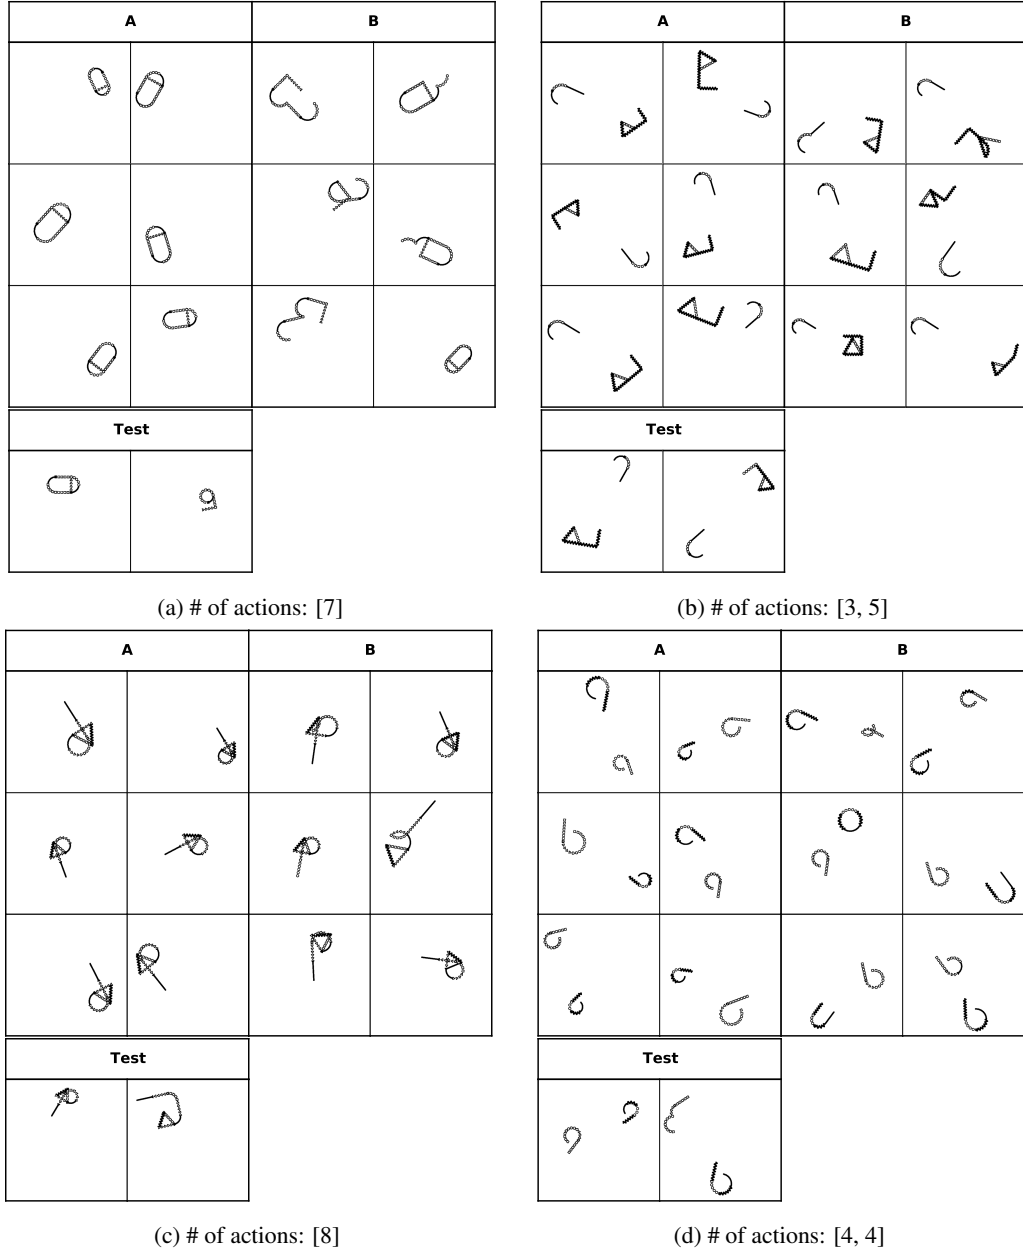 A B
A B
Test
Test
(a) # of actions: [7]
(b) # of actions: [3, 5]
A B
A B
Test
Test
(c) # of actions: [8]
(d) # of actions: [4, 4]